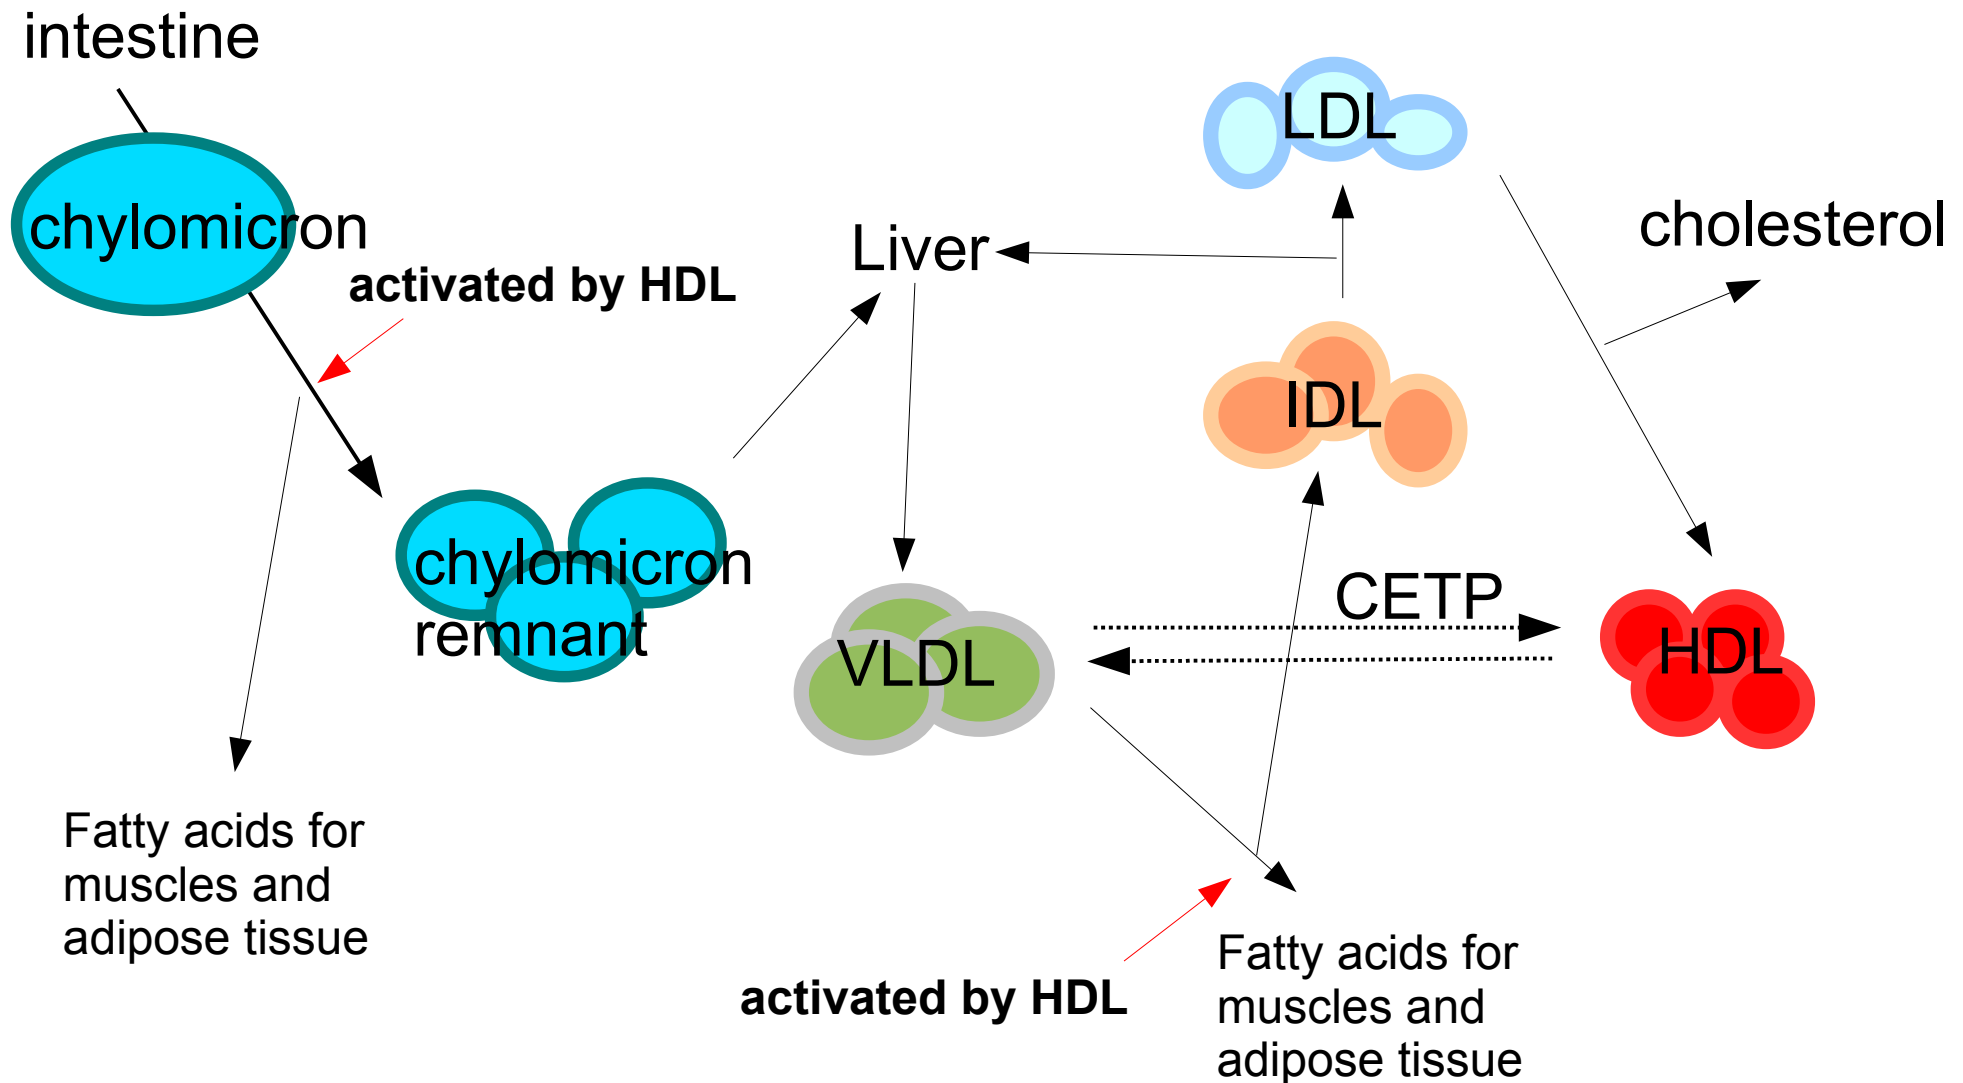 intestine
chylomicron
activated by HDL
Liver
LDL
cholesterol
IDL
chylomicron
remnant
VLDL
CETP
HDL
Fatty acids for
muscles and
adipose tissue
activated by HDL
Fatty acids for
muscles and
adipose tissue